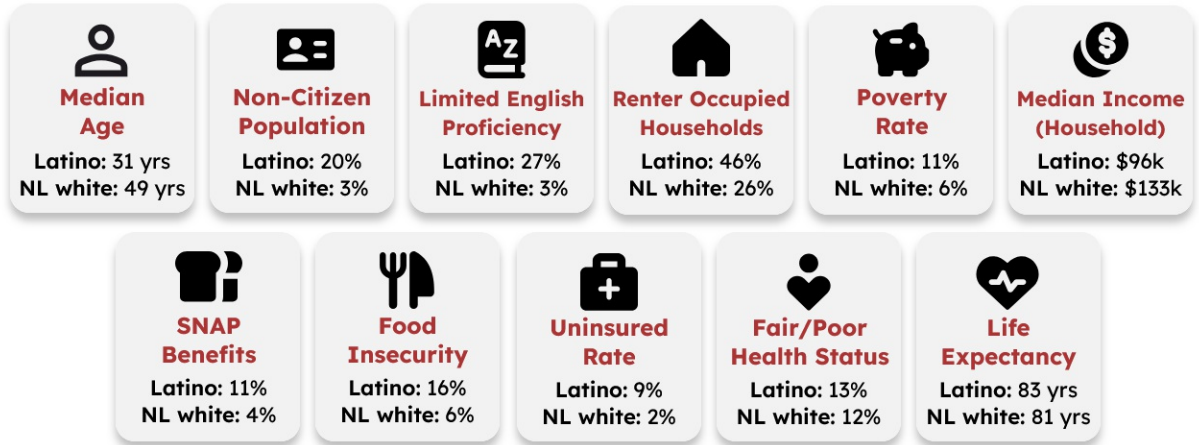 AZ
$
Median
Age
Latino: 31 yrs
NL white: 49 yrs
Non-Citizen
Population
Latino: 20%
NL white: 3%
Limited English
Proficiency
Latino: 27%
NL white: 3%
Renter Occupied
Households
Latino: 46%
NL white: 26%
Poverty
Rate
Latino: 11%
NL white: 6%
Median Income
(Household)
Latino: $96k
NL white: $133k
SNAP
Benefits
Latino: 11%
NL white: 4%
Food
Insecurity
Latino: 16%
NL white: 6%
Uninsured
Rate
Latino: 9%
NL white: 2%
Fair/Poor
Health Status
Latino: 13%
NL white: 12%
Life
Expectancy
Latino: 83 yrs
NL white: 81 yrs